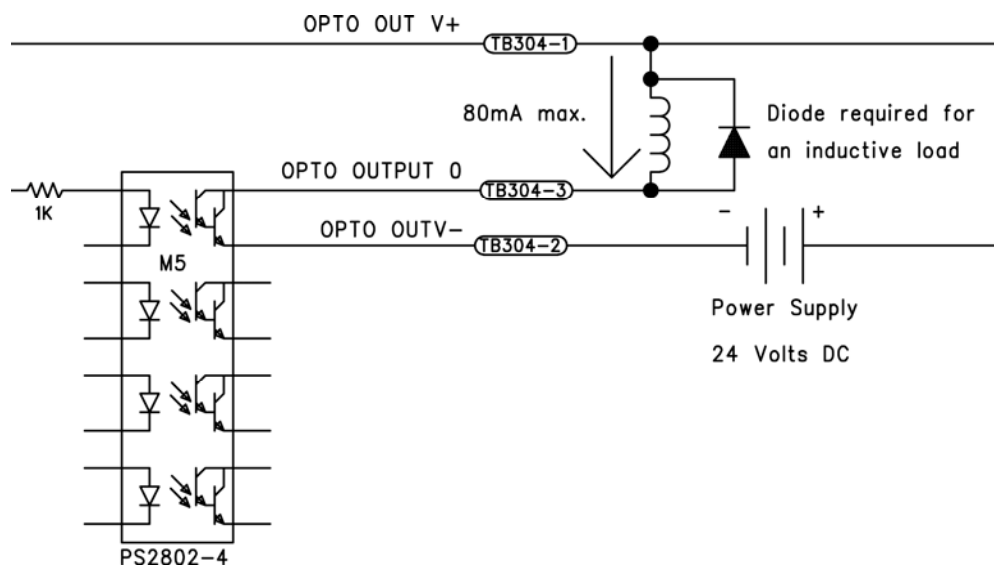 OPTO OUT V+
TB304-1
80mA max.
Diode required for
an inductive load
OPTO OUTPUT 0
TB304-3
1K
OPTO OUTV-
TB304-2
- +
M5
Power Supply
24 Volts DC
PS2802-4